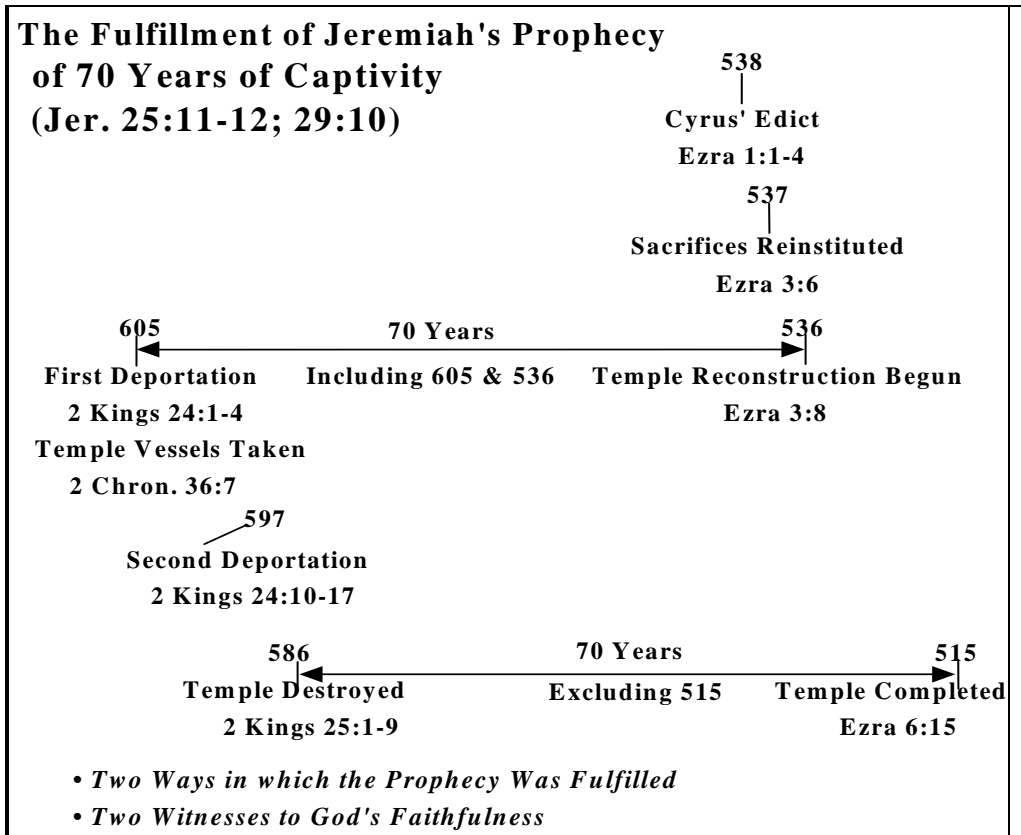 The Fulfillment of Jeremiah's Prophecy
of 70 Years of Captivity
(Jer. 25:11-12; 29:10)
538
Cyrus' Edict
Ezra 1:1-4
537
Sacrifices Reinstituted
Ezra 3:6
605 70 Years 536
First Deportation Including 605 & 536 Temple Reconstruction Begun
2 Kings 24:1-4 Ezra 3:8
Temple Vessels Taken
2 Chron. 36:7
597
Second Deportation
2 Kings 24:10-17
586 70 Years 515
Temple Destroyed Excluding 515 Temple Completed
2 Kings 25:1-9 Ezra 6:15
• Two Ways in which the Prophecy Was Fulfilled
• Two Witnesses to God's Faithfulness